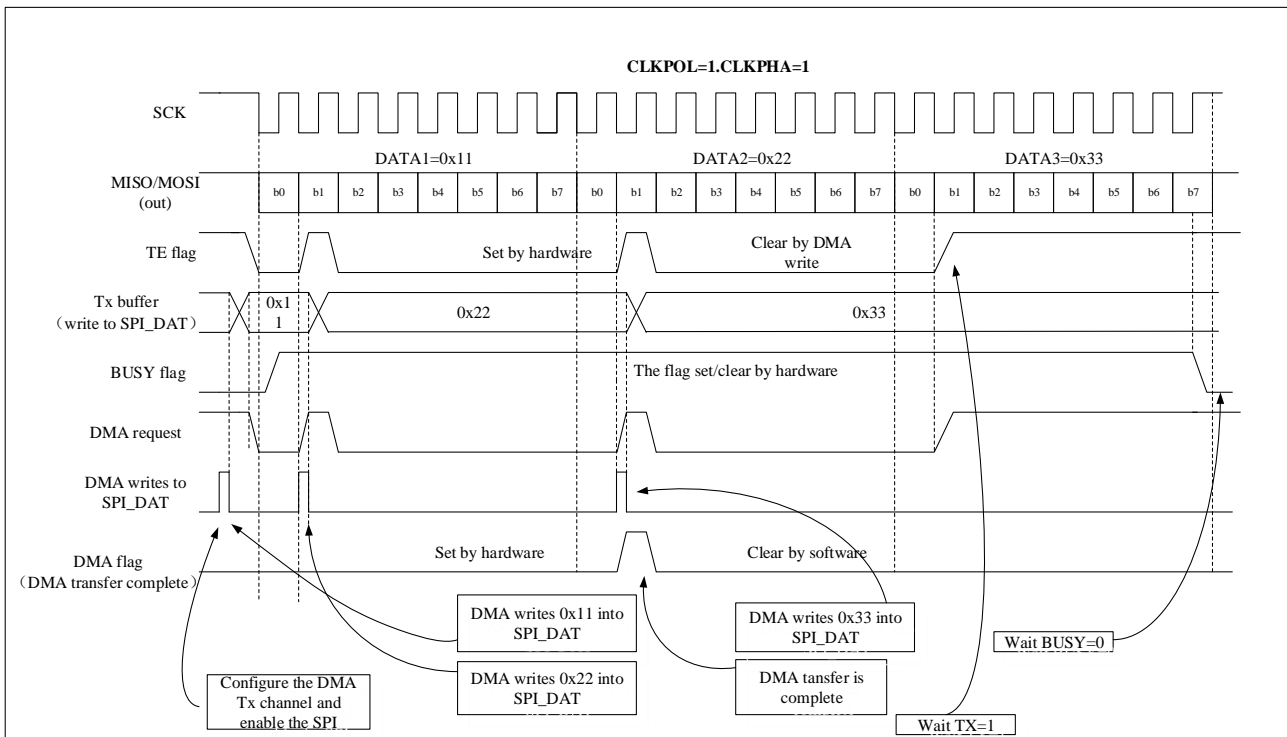 CLKPOL=1.CLKPHA=1
SCK
DATA1=0x11 DATA2=0x22 DATA3=0x33
MISO/MOSI
(out)
b0 b1 b2 b3 b4 b5 b6 b7 b0 b1 b2 b3 b4 b5 b6 b7 b0 b1 b2 b3 b4 b5 b6 b7
TE flag
Set by hardware
Clear by DMA
write
Tx buffer
（write to SPI_DAT）
0x1
1
0x22
0x33
BUSY flag
The flag set/clear by hardware
DMA request
DMA writes to
SPI_DAT
DMA flag
（DMA transfer complete）
Set by hardware
Clear by software
DMA writes 0x11 into
SPI_DAT
DMA writes 0x33 into
SPI_DAT
Wait BUSY=0
Configure the DMA
Tx channel and
enable the SPI
DMA writes 0x22 into
SPI_DAT
DMA tansfer is
complete
Wait TX=1